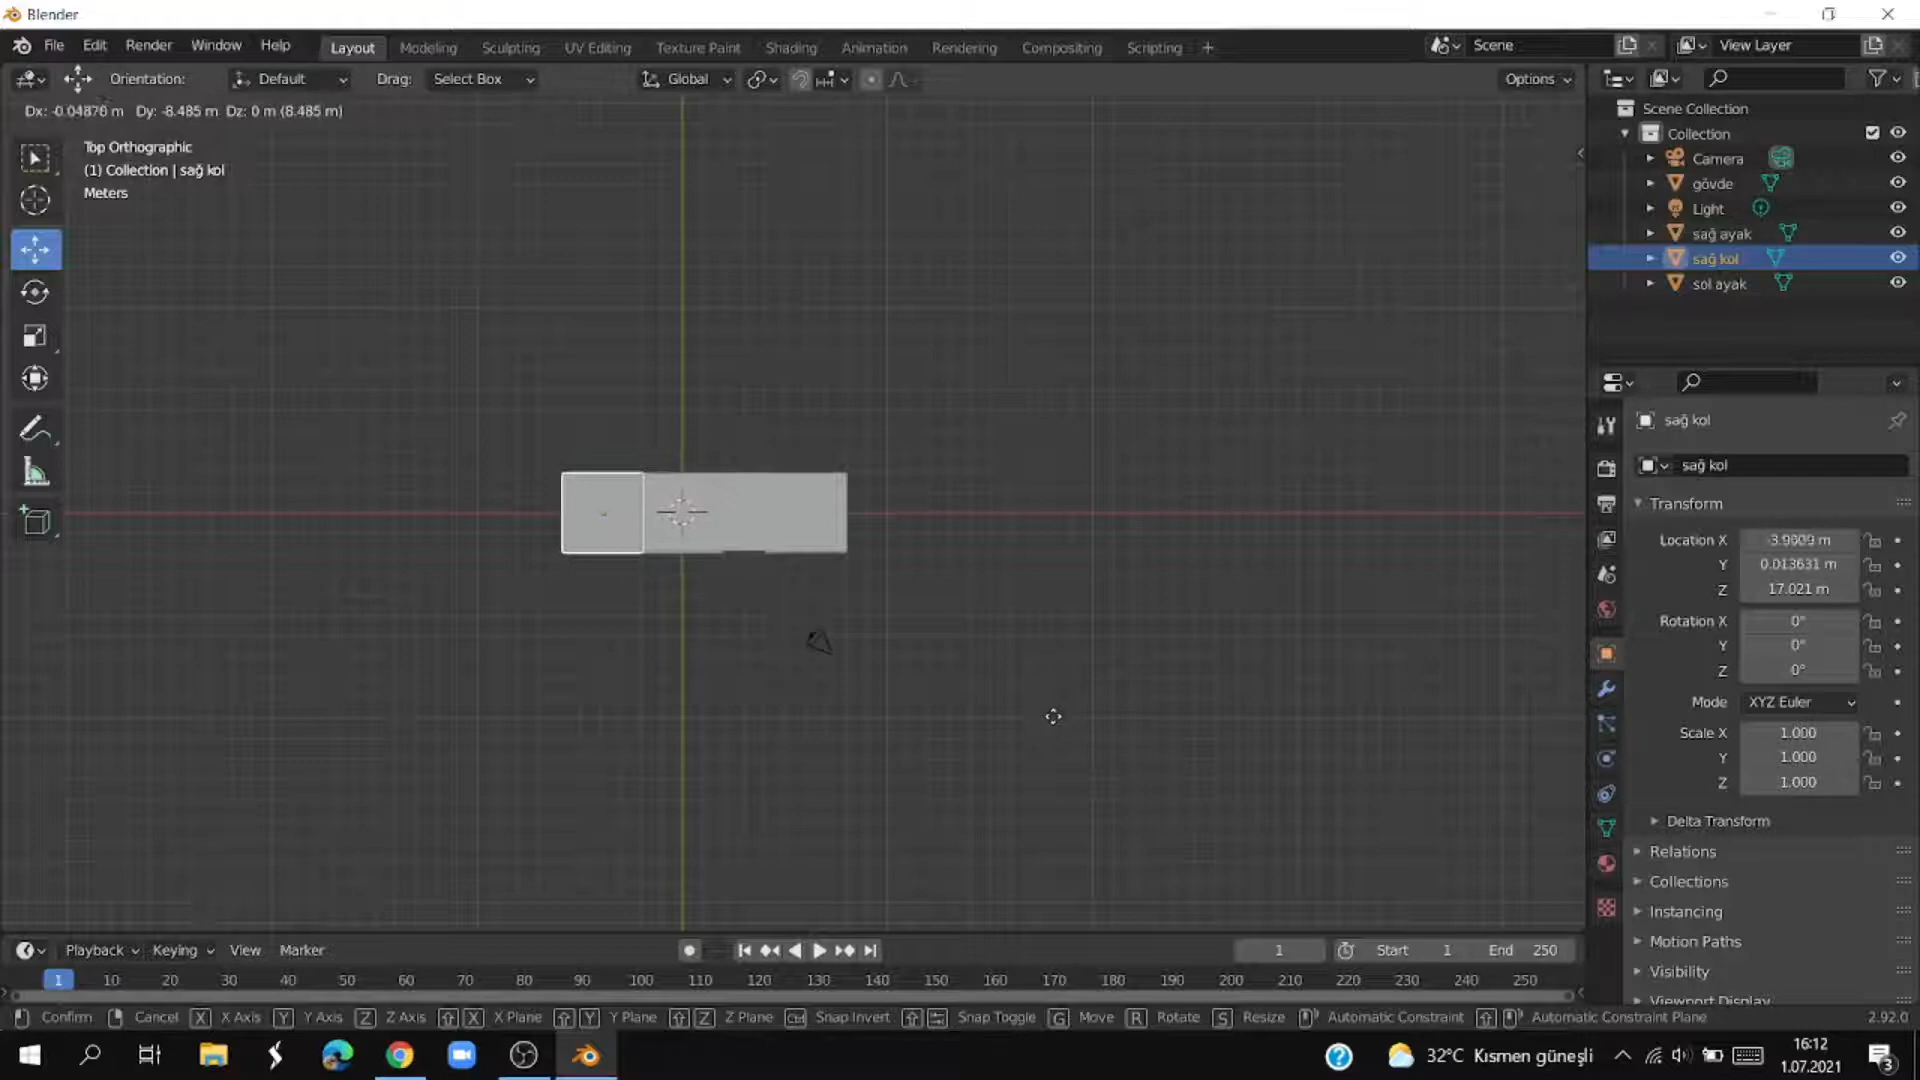 Blender
File Edit Render Window Help Layout Modeling Sculpting UV Editing Texture Paint Shading Animation Rendering Compositing Scripting + Scene View Layer
Orientation: Default Drag: Select Box Global Options
Dx: -0.04878 m Dy: -8.485 m Dz: 0 m (8.485 m)
Top Orthographic
(1) Collection | sağ kol
Meters
Scene Collection
Collection
Camera
gövde
Light
sağ ayak
sağ kol
sol ayak
sağ kol
sağ kol
Transform
Location X -3.9009 m
Y 0.013631 m
Z 17.021 m
Rotation X 0°
Y 0°
Z 0°
Mode XYZ Euler
Scale X 1.000
Y 1.000
Z 1.000
Delta Transform
Relations
Collections
Instancing
Motion Paths
Visibility
Viewport Display
Playback Keying View Marker 1 Start 1 End 250
1 10 20 30 40 50 60 70 80 90 100 110 120 130 140 150 160 170 180 190 200 210 220 230 240 250
Confirm Cancel X X Axis Y Y Axis Z Z Axis X X Plane Y Y Plane Z Z Plane Ctrl Snap Invert Snap Toggle G Move R Rotate S Resize Automatic Constraint Automatic Constraint Plane 2.92.0
32°C Kısmen güneşli
16:12
1.07.2021
3